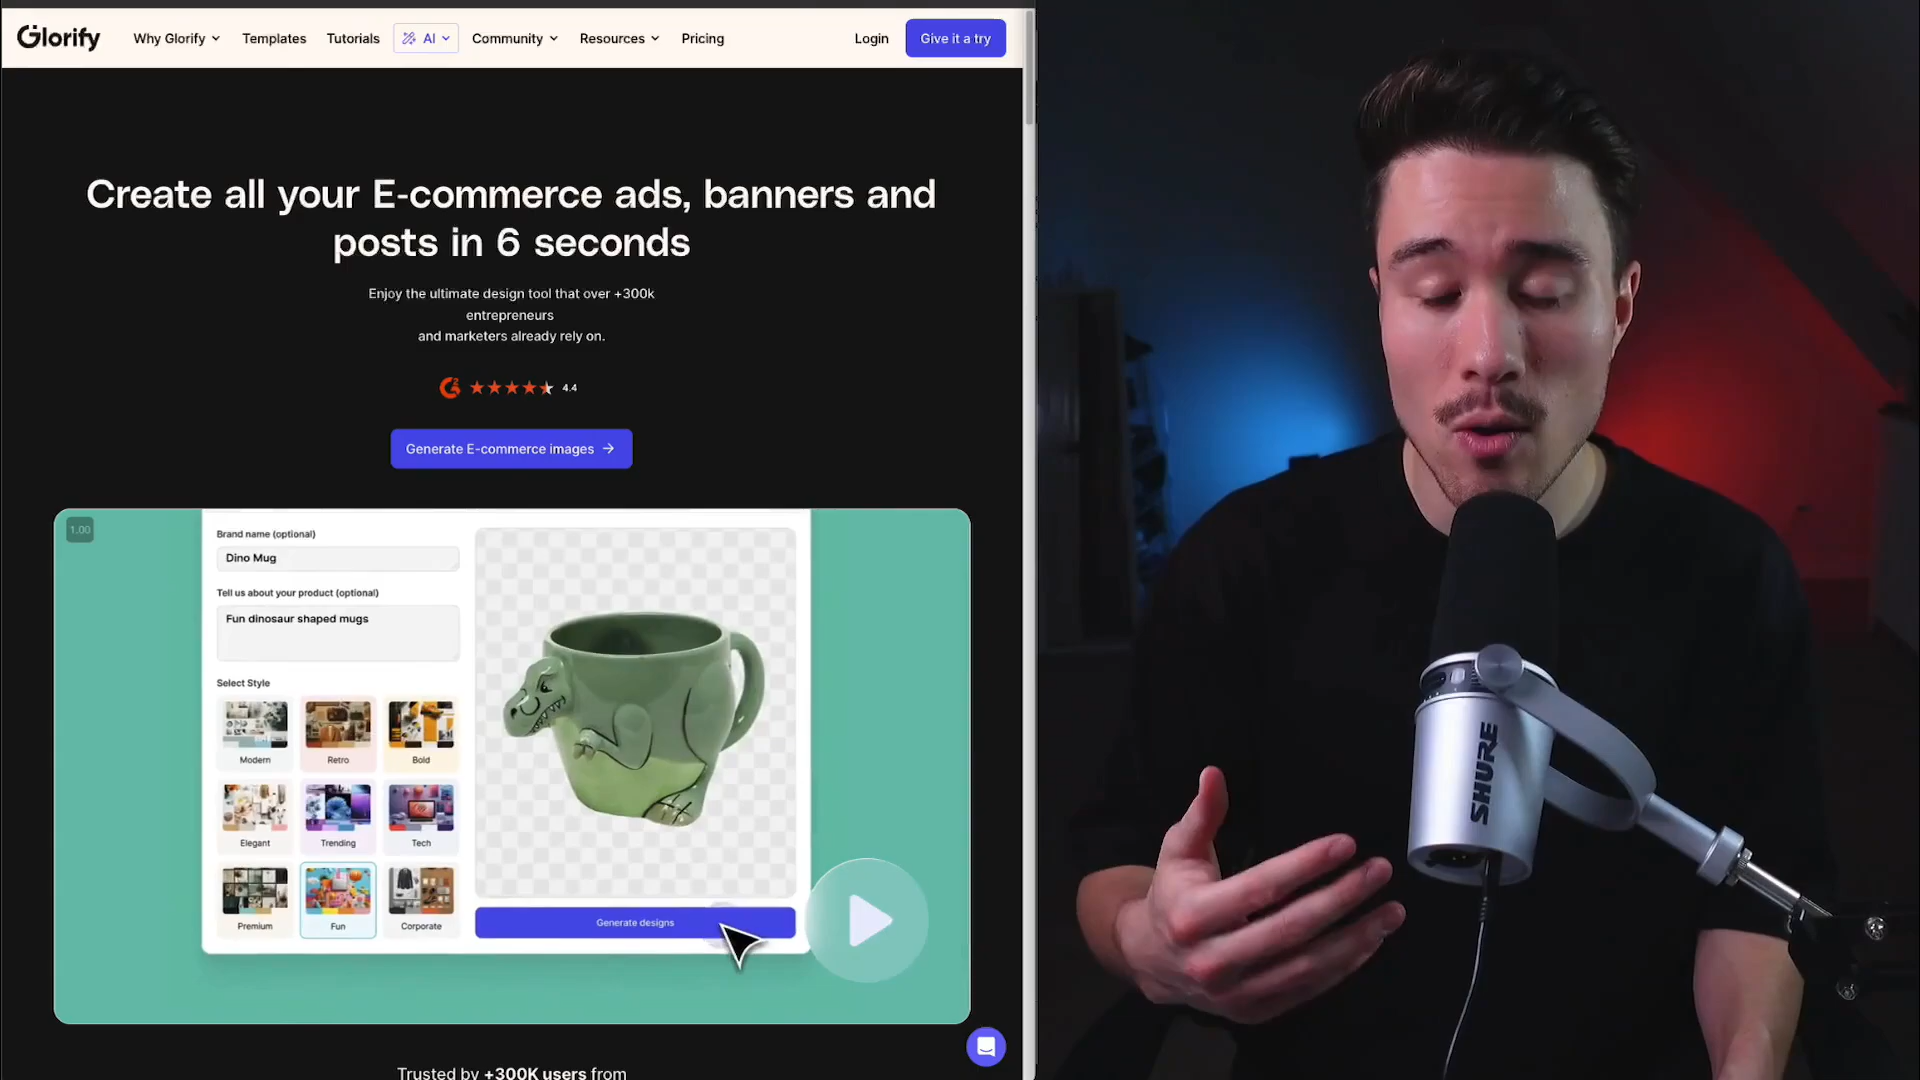 Glorify
Why Glorify
Templates
Tutorials
AI
Community
Resources
Pricing
Login
Give it a try
Create all your E-commerce ads, banners and
posts in 6 seconds
Enjoy the ultimate design tool that over +300k
entrepreneurs
and marketers already rely on.
4.4
Generate E-commerce images →
1.00
Brand name (optional)
Dino Mug
Tell us about your product (optional)
Fun dinosaur shaped mugs
Select Style
Modern
Retro
Bold
Elegant
Trending
Tech
Premium
Fun
Corporate
Generate designs
Trusted by +300K users from
SHURE